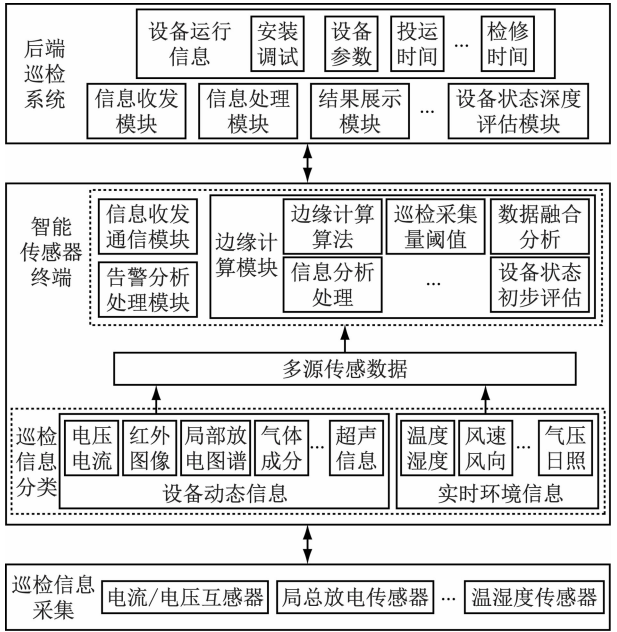 后端
巡检
系统
设备运行
信息
安装
调试
设备
参数
投运
时间
...
检修
时间
信息收发
模块
信息处理
模块
结果展示
模块
...
设备状态深度
评估模块
智能
传感器
终端
信息收发
通信模块
告警分析
处理模块
边缘计
算模块
边缘计算
算法
巡检采集
量阈值
数据融合
分析
信息分析
处理
...
设备状态
初步评估
多源传感数据
巡检
信息
分类
电压
电流
红外
图像
局部放
电图谱
气体
成分
...
超声
信息
设备动态信息
温度
湿度
风速
风向
...
气压
日照
实时环境信息
巡检信息
采集
电流/电压互感器
局总放电传感器
...
温湿度传感器